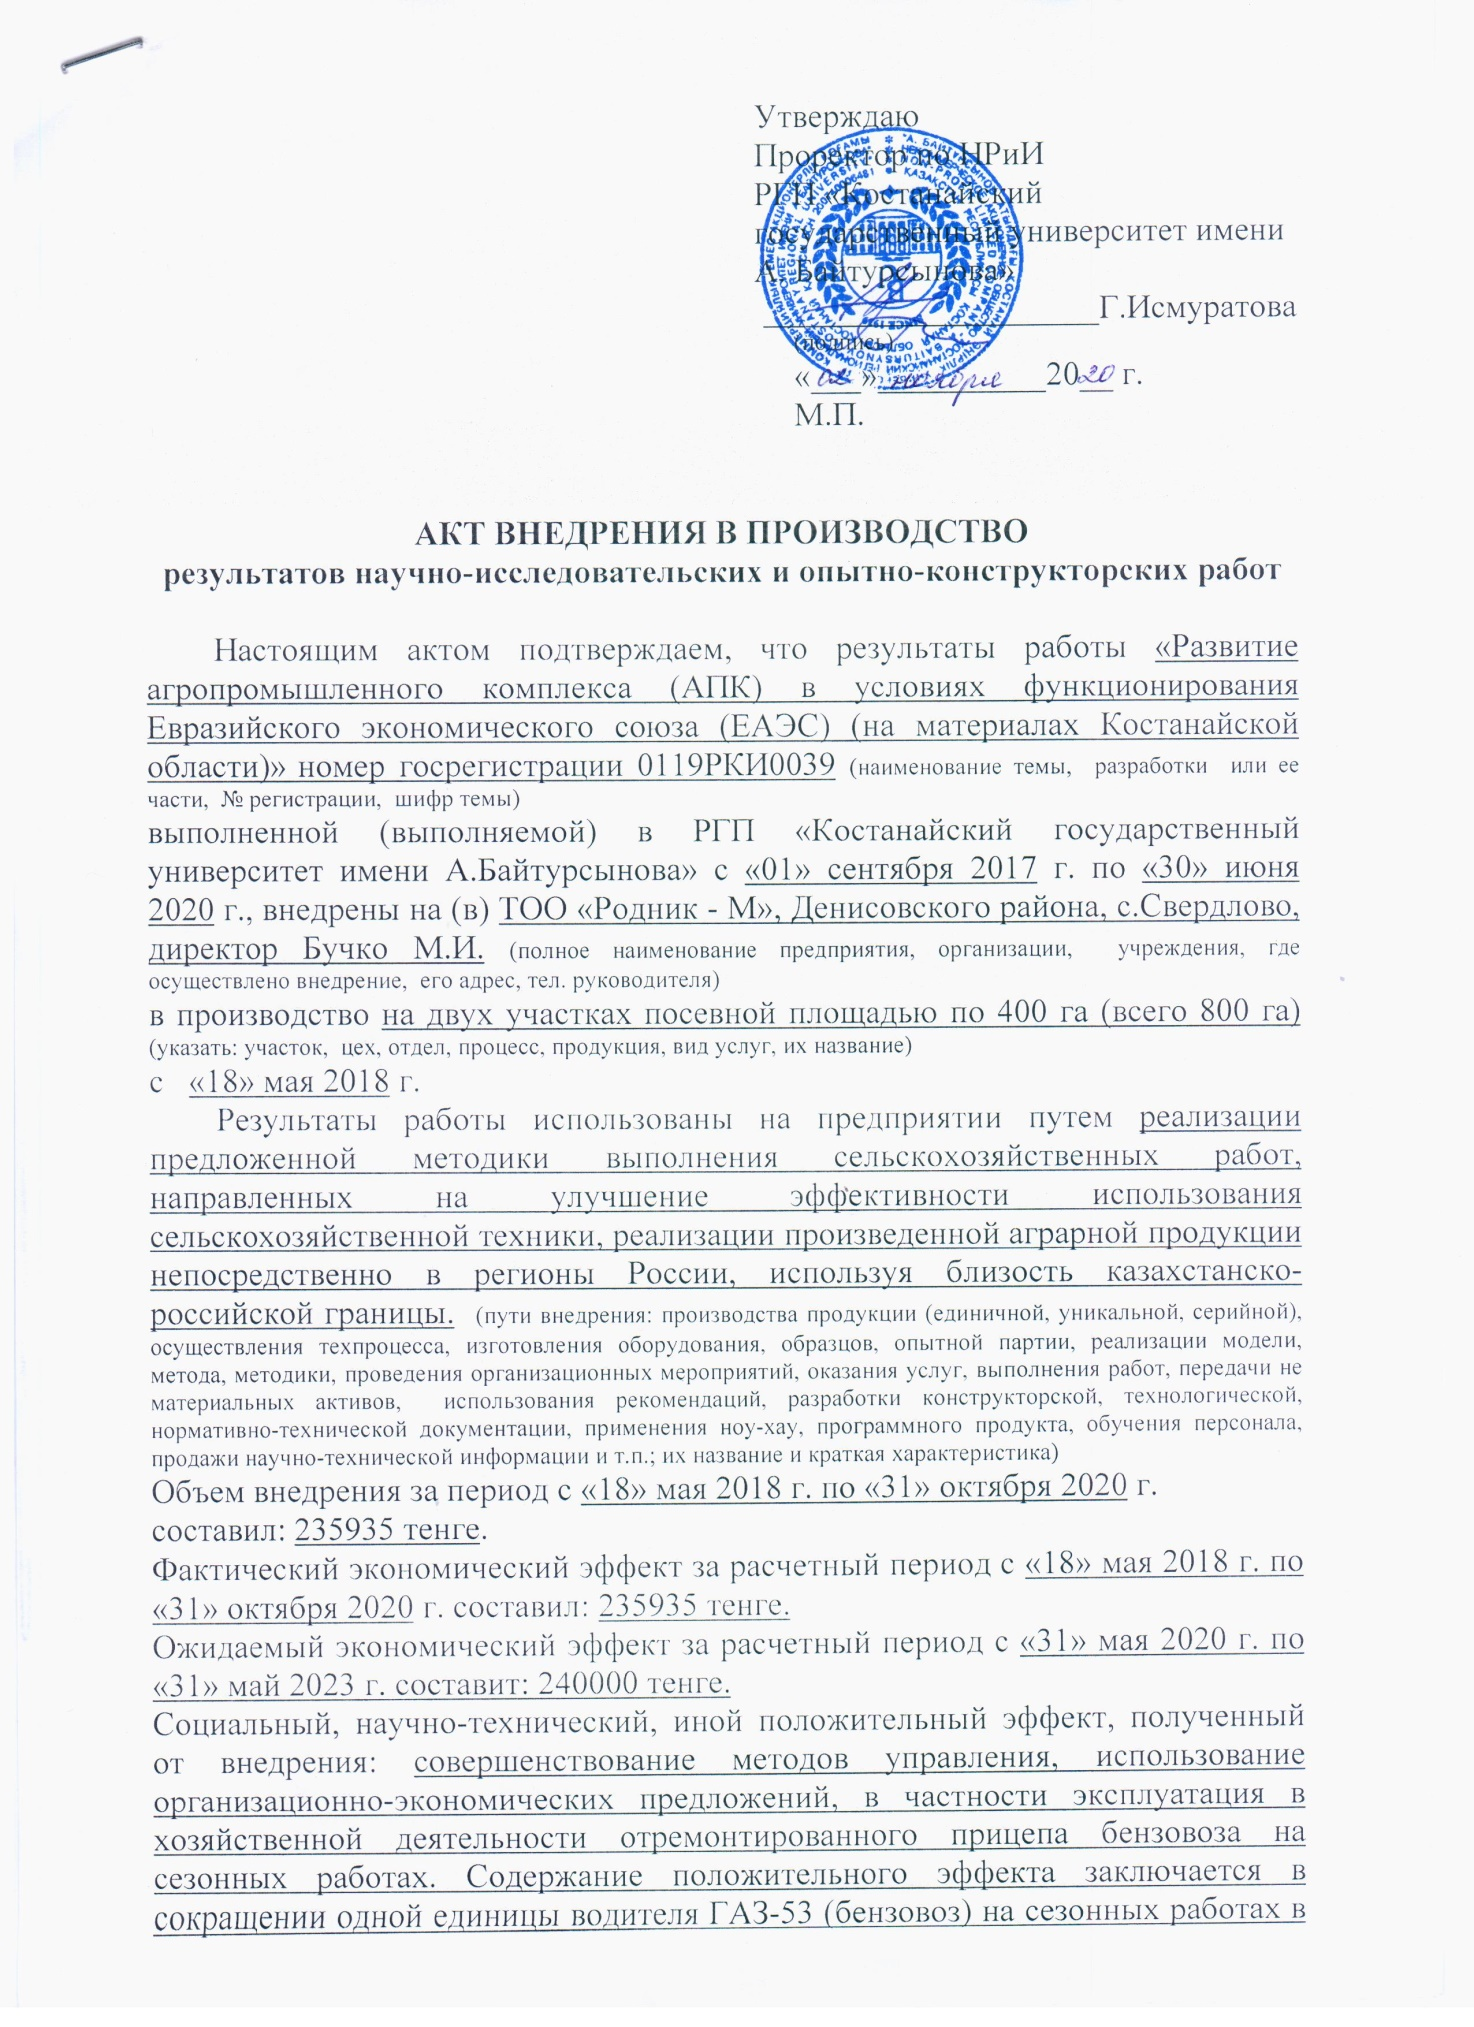 Утверждаю
Проректор по НРиИ
РГП «Костанайский
государственный университет имени
А. Байтурсынова»
____________________Г.Исмуратова
(подпись)
«02» ноября 2020 г.
М.П.
АКТ ВНЕДРЕНИЯ В ПРОИЗВОДСТВО
результатов научно-исследовательских и опытно-конструкторских работ
Настоящим актом подтверждаем, что результаты работы «Развитие
агропромышленного комплекса (АПК) в условиях функционирования
Евразийского экономического союза (ЕАЭС) (на материалах Костанайской
области)» номер госрегистрации 0119РКИ0039 (наименование темы, разработки или ее
части, № регистрации, шифр темы)
выполненной (выполняемой) в РГП «Костанайский государственный
университет имени А.Байтурсынова» с «01» сентября 2017 г. по «30» июня
2020 г., внедрены на (в) ТОО «Родник - М», Денисовского района, с.Свердлово,
директор Бучко М.И. (полное наименование предприятия, организации, учреждения, где
осуществлено внедрение, его адрес, тел. руководителя)
в производство на двух участках посевной площадью по 400 га (всего 800 га)
(указать: участок, цех, отдел, процесс, продукция, вид услуг, их название)
с «18» мая 2018 г.
Результаты работы использованы на предприятии путем реализации
предложенной методики выполнения сельскохозяйственных работ,
направленных на улучшение эффективности использования
сельскохозяйственной техники, реализации произведенной аграрной продукции
непосредственно в регионы России, используя близость казахстанско-
российской границы. (пути внедрения: производства продукции (единичной, уникальной, серийной),
осуществления техпроцесса, изготовления оборудования, образцов, опытной партии, реализации модели,
метода, методики, проведения организационных мероприятий, оказания услуг, выполнения работ, передачи не
материальных активов, использования рекомендаций, разработки конструкторской, технологической,
нормативно-технической документации, применения ноу-хау, программного продукта, обучения персонала,
продажи научно-технической информации и т.п.; их название и краткая характеристика)
Объем внедрения за период с «18» мая 2018 г. по «31» октября 2020 г.
составил: 235935 тенге.
Фактический экономический эффект за расчетный период с «18» мая 2018 г. по
«31» октября 2020 г. составил: 235935 тенге.
Ожидаемый экономический эффект за расчетный период с «31» мая 2020 г. по
«31» май 2023 г. составит: 240000 тенге.
Социальный, научно-технический, иной положительный эффект, полученный
от внедрения: совершенствование методов управления, использование
организационно-экономических предложений, в частности эксплуатация в
хозяйственной деятельности отремонтированного прицепа бензовоза на
сезонных работах. Содержание положительного эффекта заключается в
сокращении одной единицы водителя ГАЗ-53 (бензовоз) на сезонных работах в